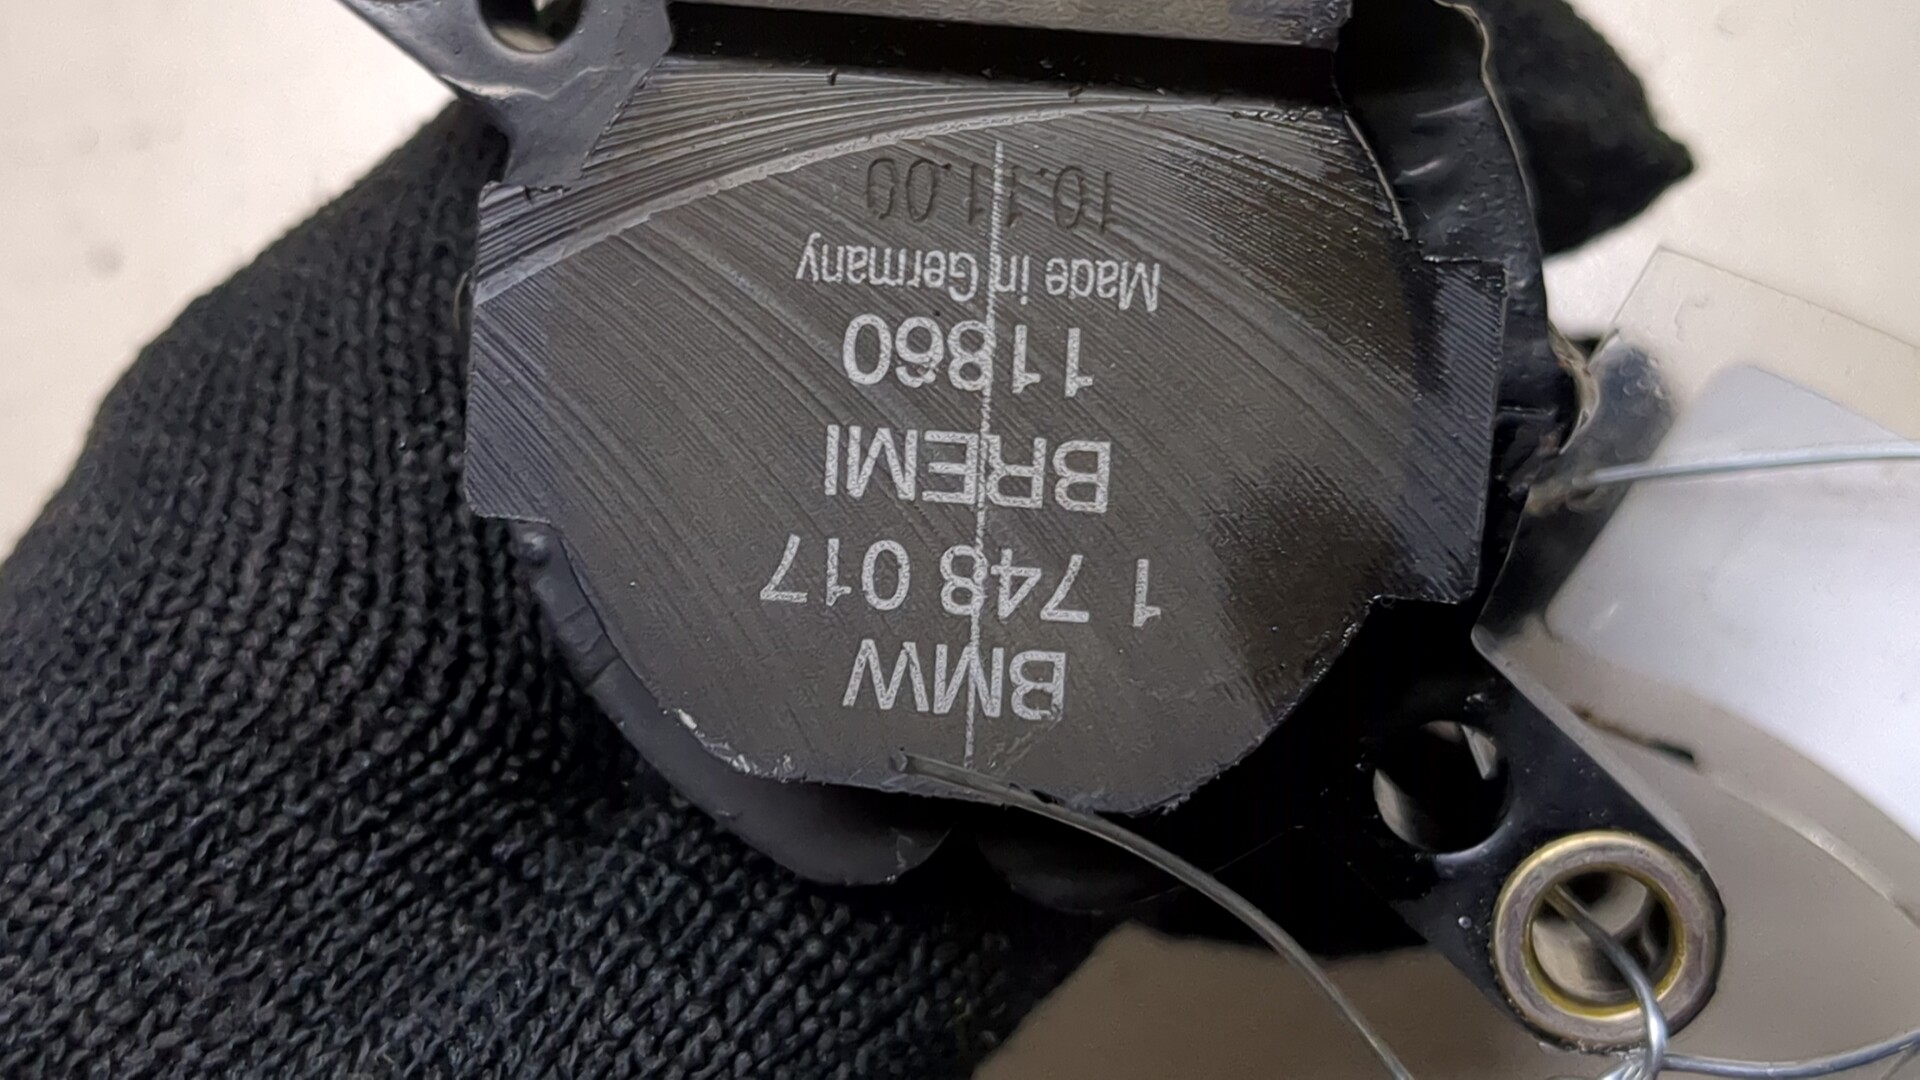 BMW
1 748 017
BREMI
11860
Made in Germany
10.11.00